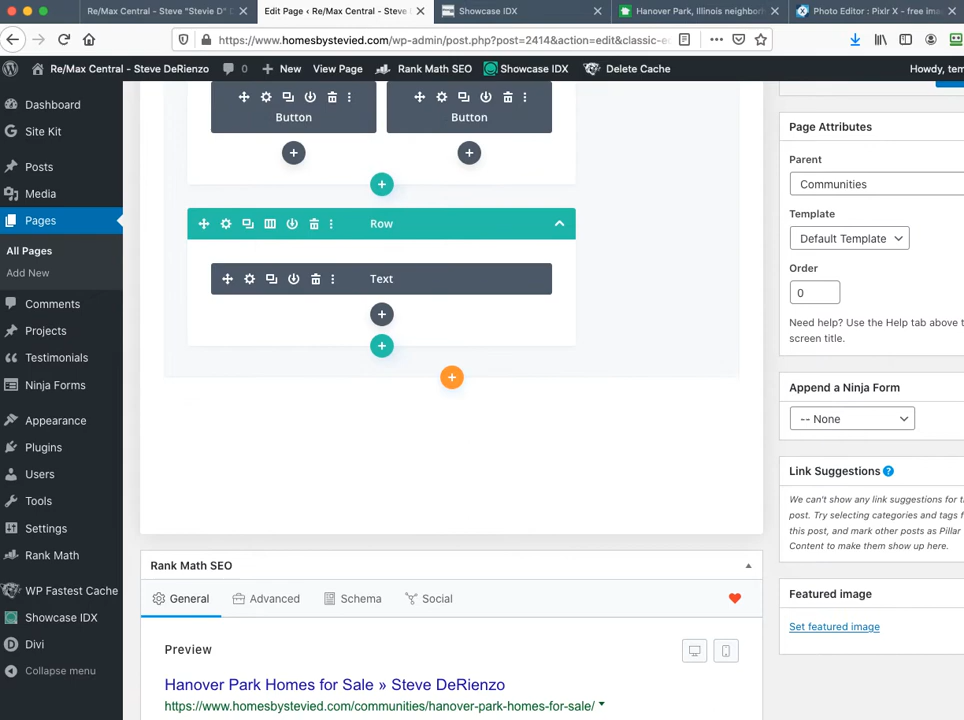 Re/Max Central - Steve "Stevie D" D
Edit Page ‹ Re/Max Central - Steve
Showcase IDX
Hanover Park, Illinois neighborh
Photo Editor : Pixlr X - free ima
https://www.homesbystevied.com/wp-admin/post.php?post=2414&action=edit&classic-e
Re/Max Central - Steve DeRienzo
0
New
View Page
Rank Math SEO
Showcase IDX
Delete Cache
Howdy, tem
Dashboard
Site Kit
Posts
Media
Pages
All Pages
Add New
Comments
Projects
Testimonials
Ninja Forms
Appearance
Plugins
Users
Tools
Settings
Rank Math
WP Fastest Cache
Showcase IDX
Divi
Collapse menu
Button
Button
Row
Text
Rank Math SEO
General
Advanced
Schema
Social
Preview
Hanover Park Homes for Sale » Steve DeRienzo
https://www.homesbystevied.com/communities/hanover-park-homes-for-sale/
Page Attributes
Parent
Communities
Template
Default Template
Order
0
Need help? Use the Help tab above t
screen title.
Append a Ninja Form
-- None
Link Suggestions
We can't show any link suggestions for t
post. Try selecting categories and tags f
this post, and mark other posts as Pillar
Content to make them show up here.
Featured image
Set featured image